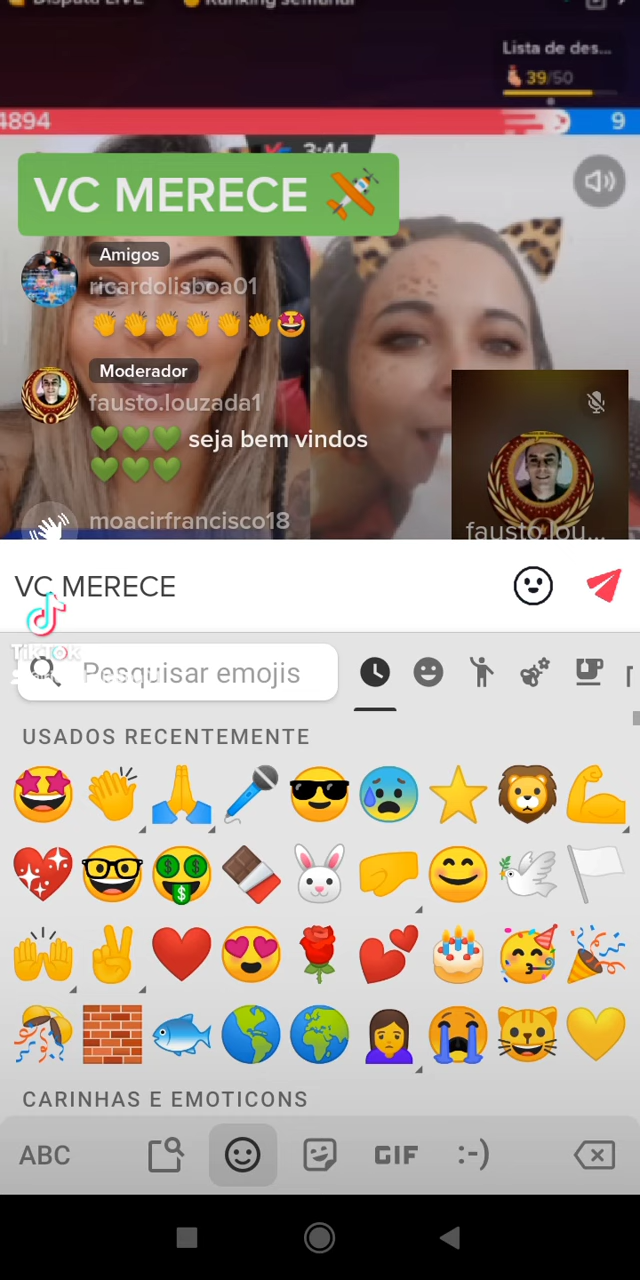 Disputa LIVE
Ranking semanal
Lista de des...
39/50
4894
9
3:44
VC MERECE
Amigos
ricardolisboa01
Moderador
fausto.louzada1
seja bem vindos
moacirfrancisco18
fausto.lou...
VC MERECE
TikTok
Pesquisar emojis
USADOS RECENTEMENTE
CARINHAS E EMOTICONS
ABC
GIF
:-)